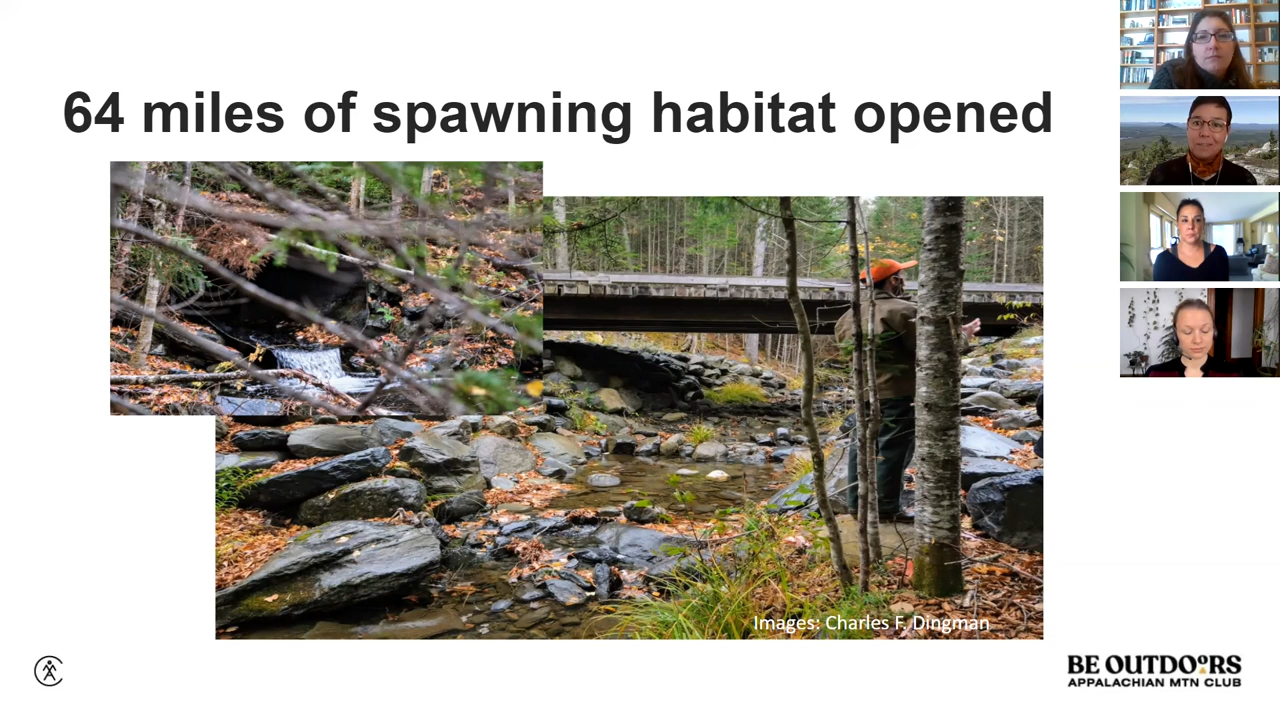 64 miles of spawning habitat opened
Images: Charles F. Dingman
BE OUTDOORS
APPALACHIAN MTN CLUB